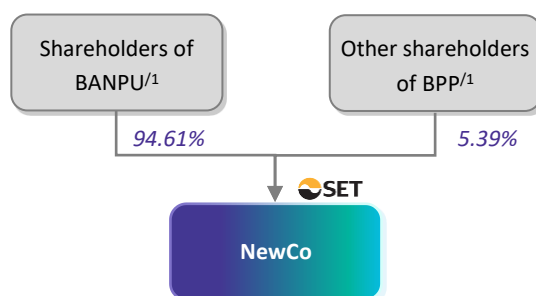 Shareholders of
BANPU/1
Other shareholders
of BPP/1
94.61%
5.39%
SET
NewCo